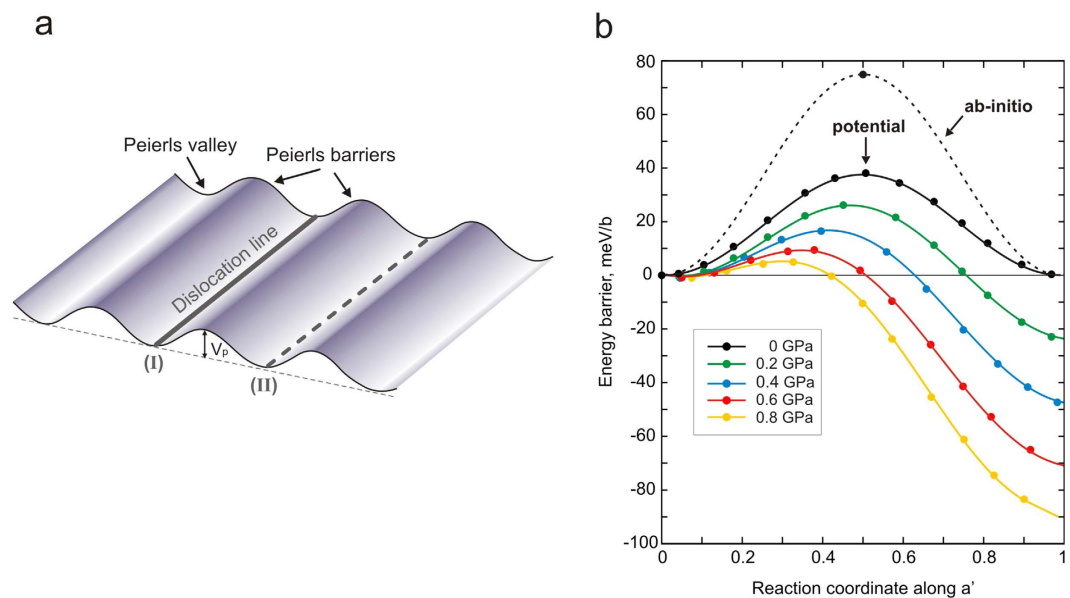 a
Peierls valley
Peierls barriers
Dislocation line
Vp
(I)
(II)
b
80
60
40
20
0
-20
-40
-60
-80
-100
Energy barrier, meV/b
ab-initio
potential
0 GPa
0.2 GPa
0.4 GPa
0.6 GPa
0.8 GPa
0
0.2
0.4
0.6
0.8
1
Reaction coordinate along a'